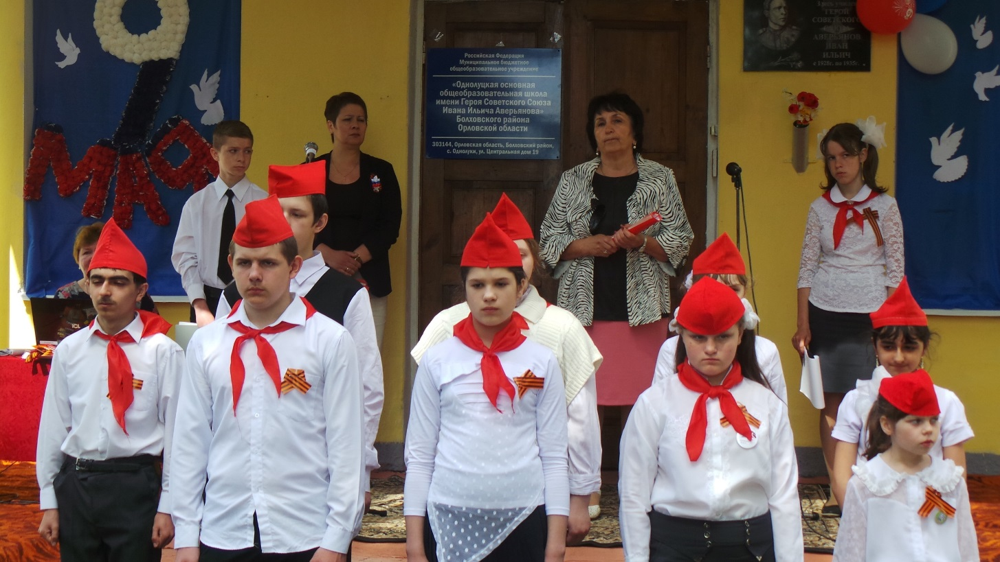 9
МАЯ
Российская Федерация
Муниципальное бюджетное
общеобразовательное учреждение
«Однолуцкая основная
общеобразовательная школа
имени Героя Советского Союза
Ивана Ильича Аверьянова»
Болховского района
Орловской области
303144, Орловская область, Болховский район,
с. Однолуки, ул. Центральная дом 19
Здесь учился
ГЕРОЙ
СОВЕТСКОГО
СОЮЗА
АВЕРЬЯНОВ
ИВАН
ИЛЬИЧ
с 1928г. по 1935г.